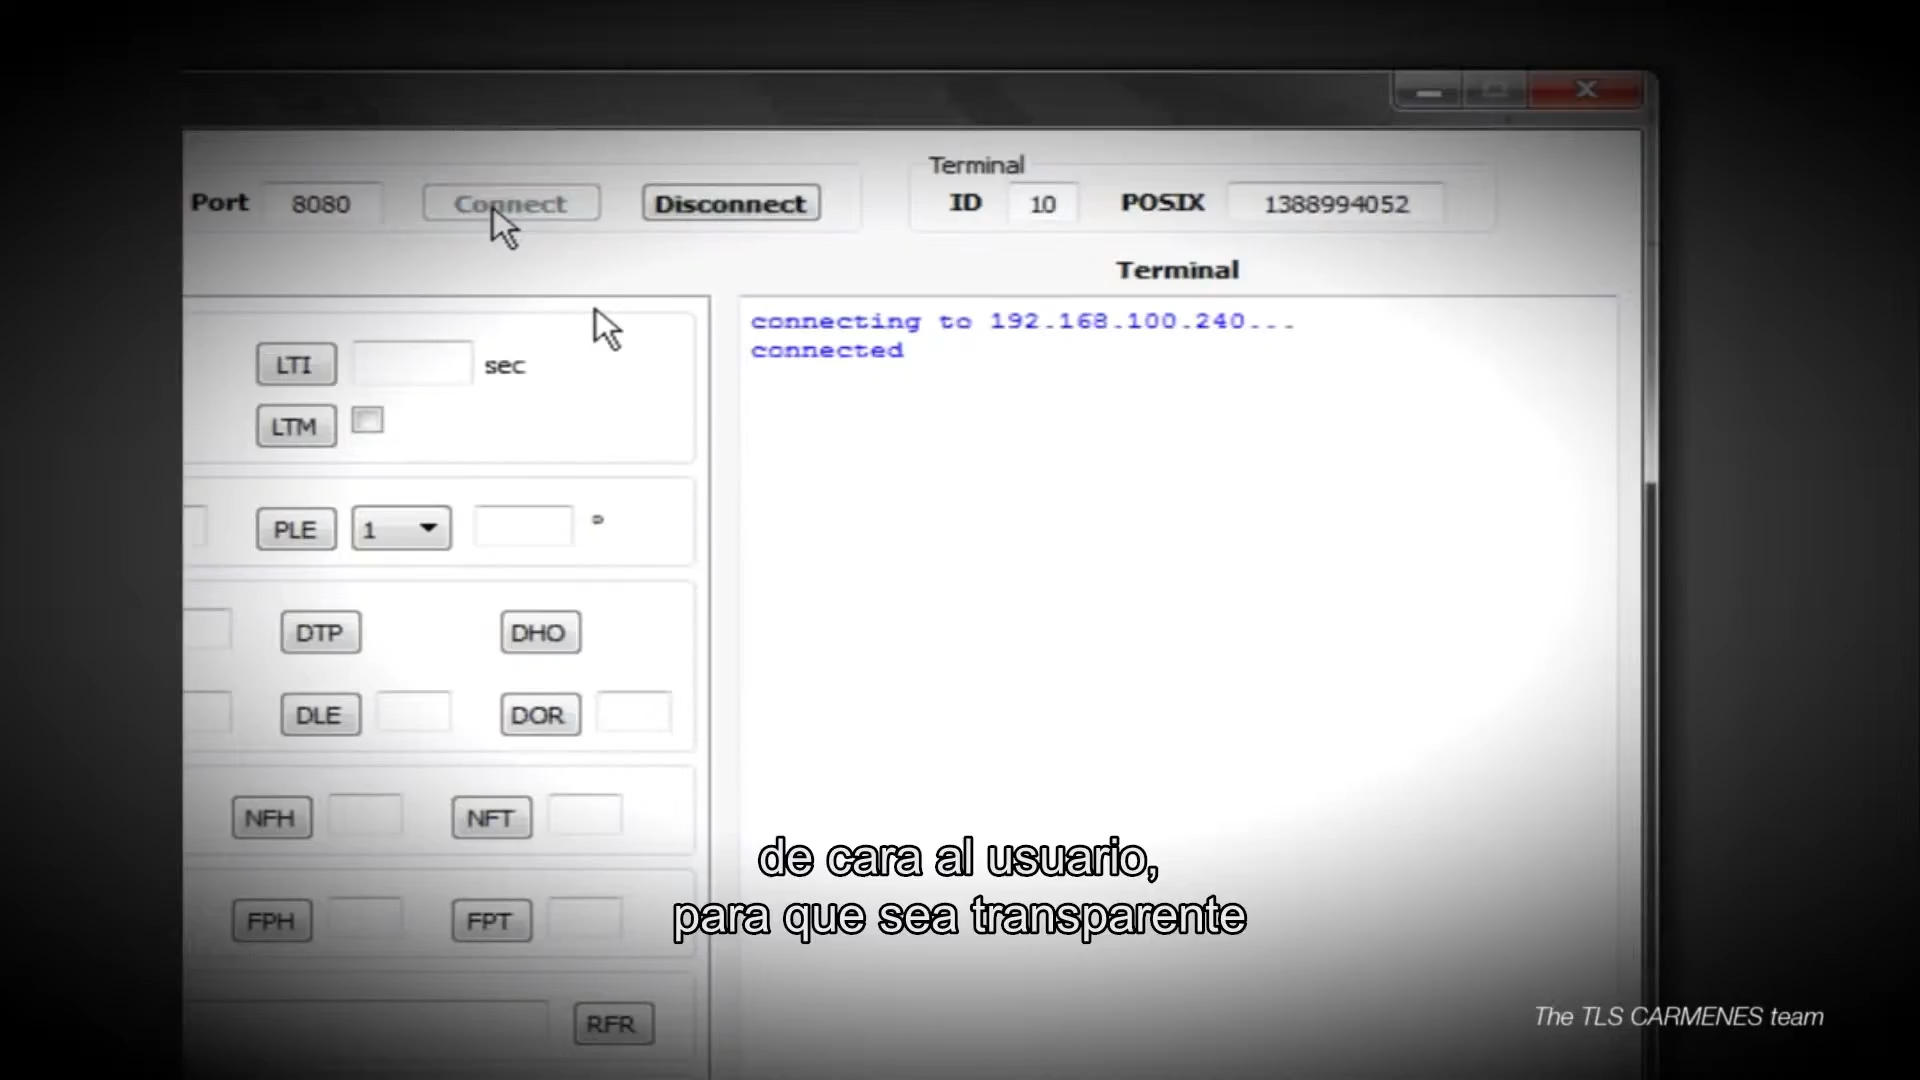 Terminal
Port 8080 Connect Disconnect ID 10 POSIX 1388994052
Terminal
connecting to 192.168.100.240...
connected
LTI sec
LTM
PLE 1 °
DTP DHO
DLE DOR
NFH NFT
FPH FPT
RFR
de cara al usuario,
para que sea transparente
The TLS CARMENES team